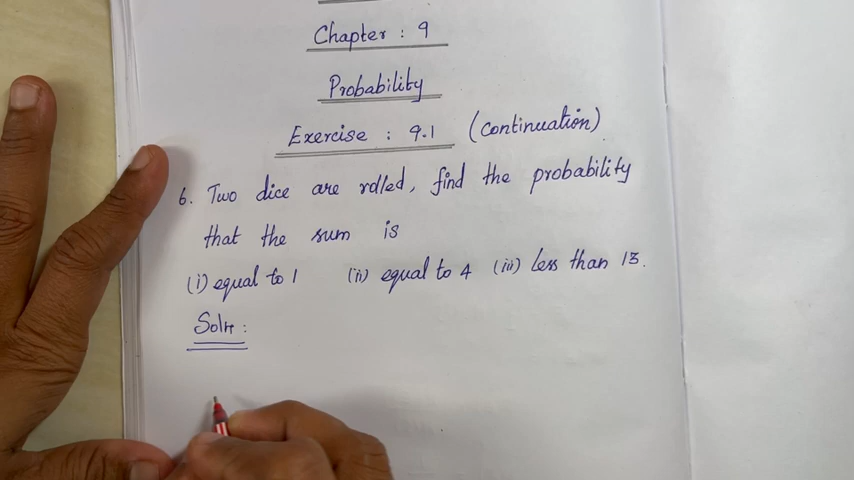 Chapter : 9
Probability
Exercise : 9.1 (Continuation)
6. Two dice are rolled, find the probability
that the sum is
(i) equal to 1 (ii) equal to 4 (iii) less than 13.
Soln :